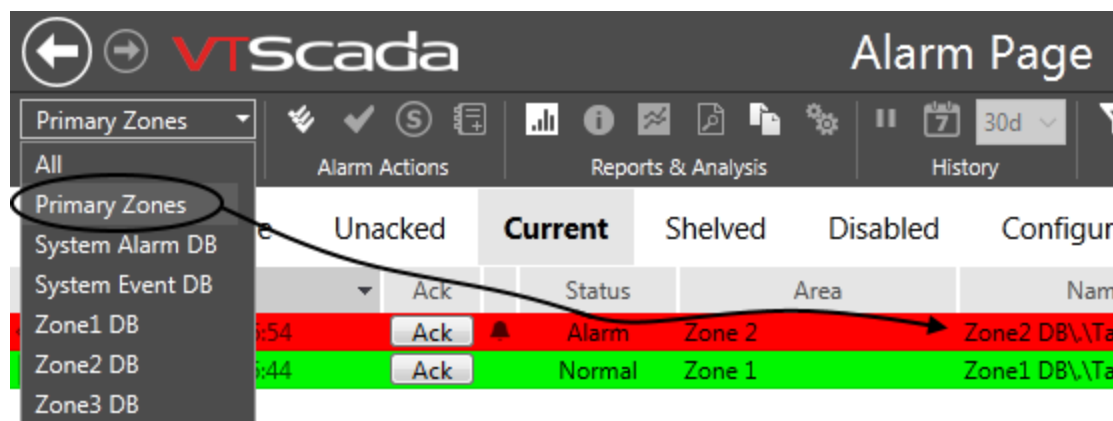 VTScada
Alarm Page
Primary Zones
30d
7
Alarm Actions
Reports & Analysis
History
All
Primary Zones
System Alarm DB
System Event DB
Zone1 DB
Zone2 DB
Zone3 DB
Unacked
Current
Shelved
Disabled
Configur
Ack
Status
Area
Nam
:54
Ack
Alarm
Zone 2
Zone2 DB\.\Ta
:44
Ack
Normal
Zone 1
Zone1 DB\.\Ta